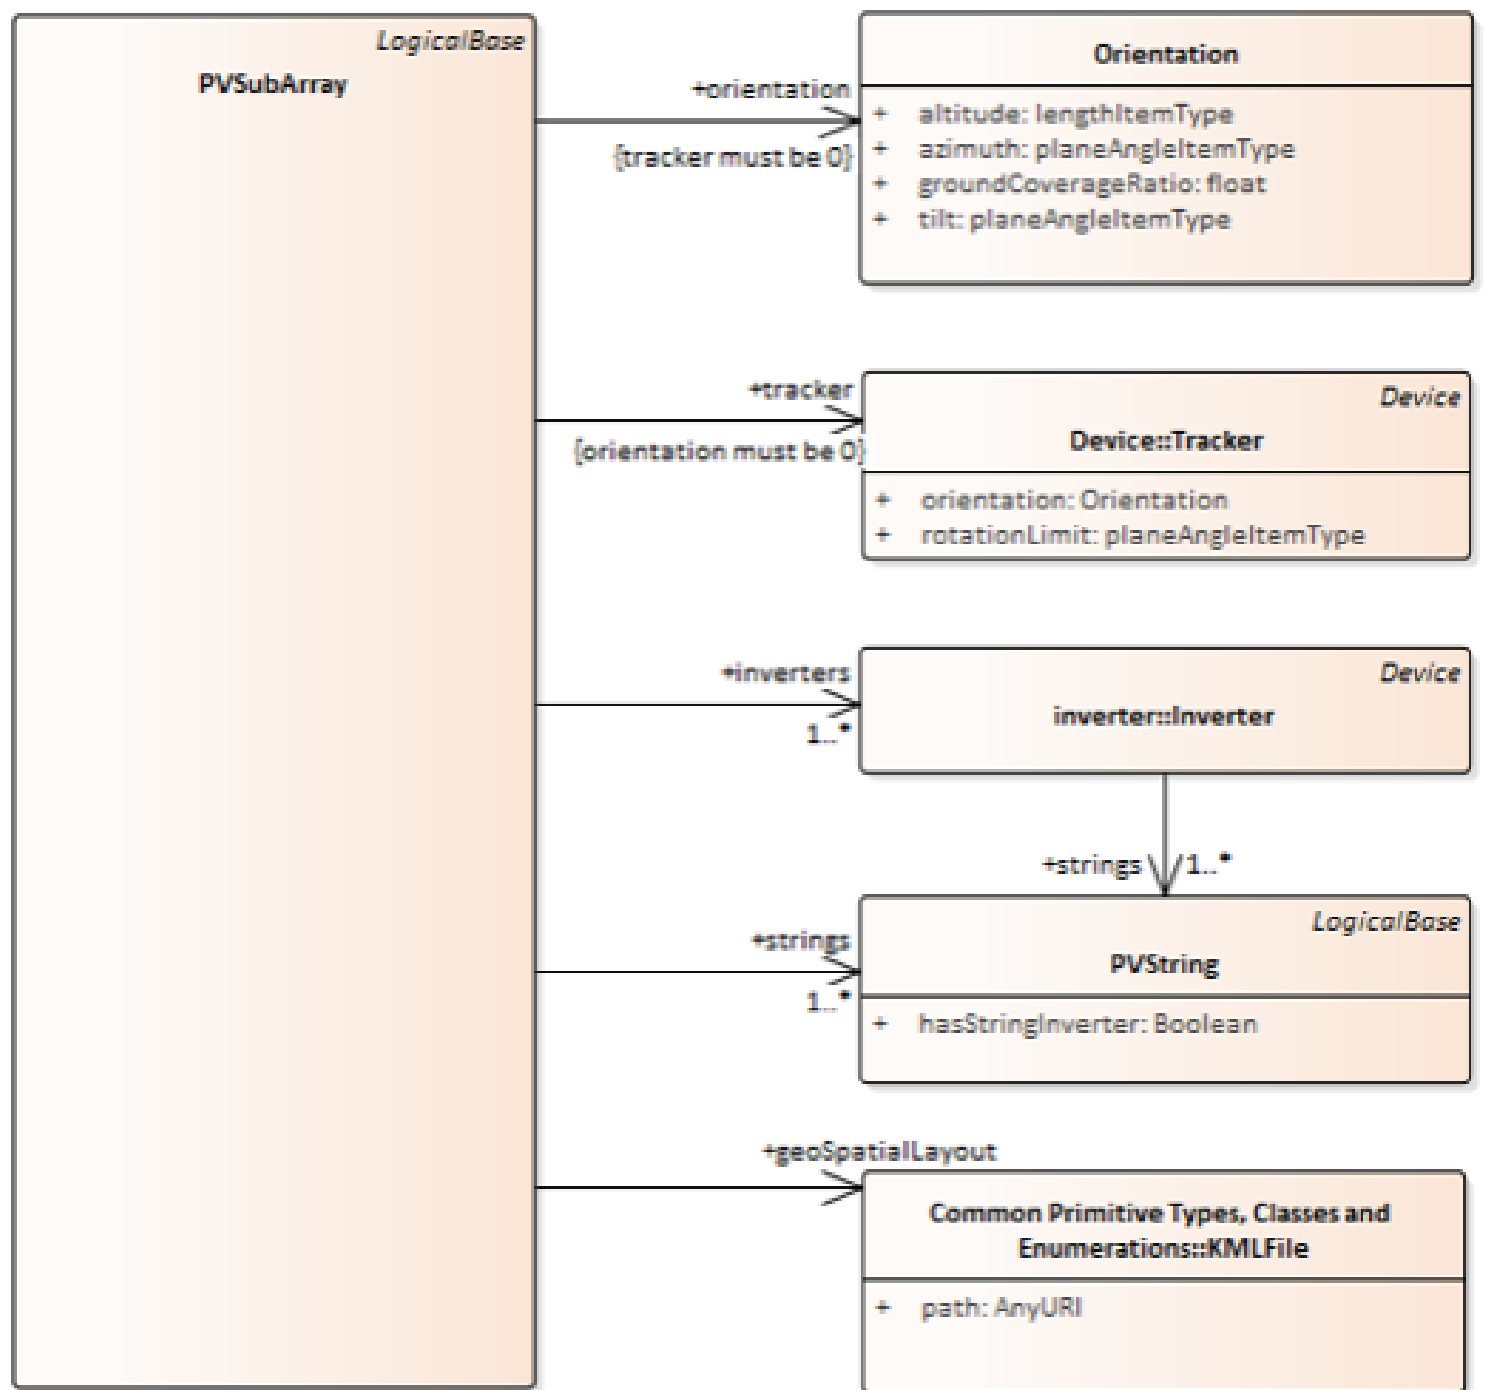 LogicalBase
PVSubArray
+orientation
{tracker must be 0}
Orientation
+ altitude: lengthItemType
+ azimuth: planeAngleItemType
+ groundCoverageRatio: float
+ tilt: planeAngleItemType
+tracker
{orientation must be 0}
Device
Device::Tracker
+ orientation: Orientation
+ rotationLimit: planeAngleItemType
+inverters
1..*
Device
inverter::Inverter
+strings 1..*
+strings
1..*
LogicalBase
PVString
+ hasStringInverter: Boolean
+geoSpatialLayout
Common Primitive Types, Classes and
Enumerations::KMLFile
+ path: AnyURI